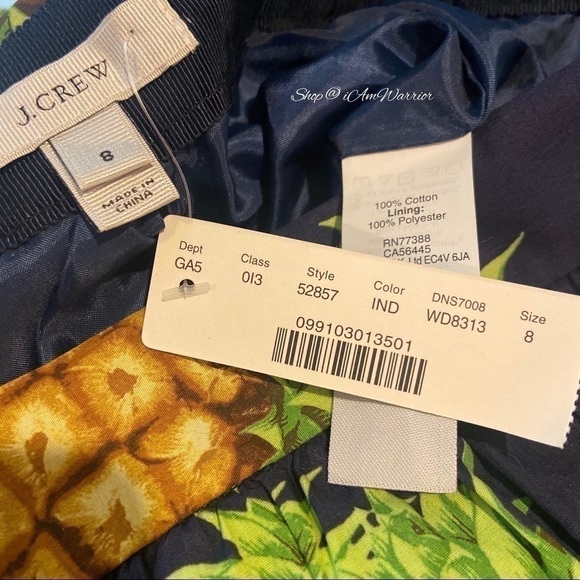 Shop @ iAmWarrior
J.CREW
8
MADE IN
CHINA
100% Cotton
Lining:
100% Polyester
RN77388
CA56445
Ltd EC4V 6JA
Dept Class Style Color DNS7008 Size
GA5 0I3 52857 IND WD8313 8
099103013501